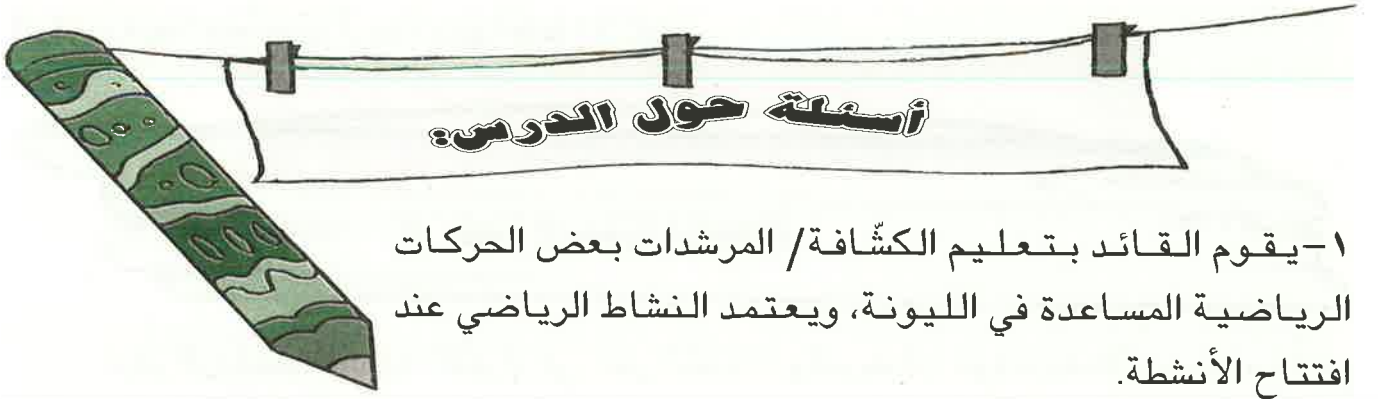 أسئلة حول الدرس:
١-يقوم القائد بتعليم الكشّافة/ المرشدات بعض الحركات
الرياضية المساعدة في الليونة، ويعتمد النشاط الرياضي عند
افتتاح الأنشطة.